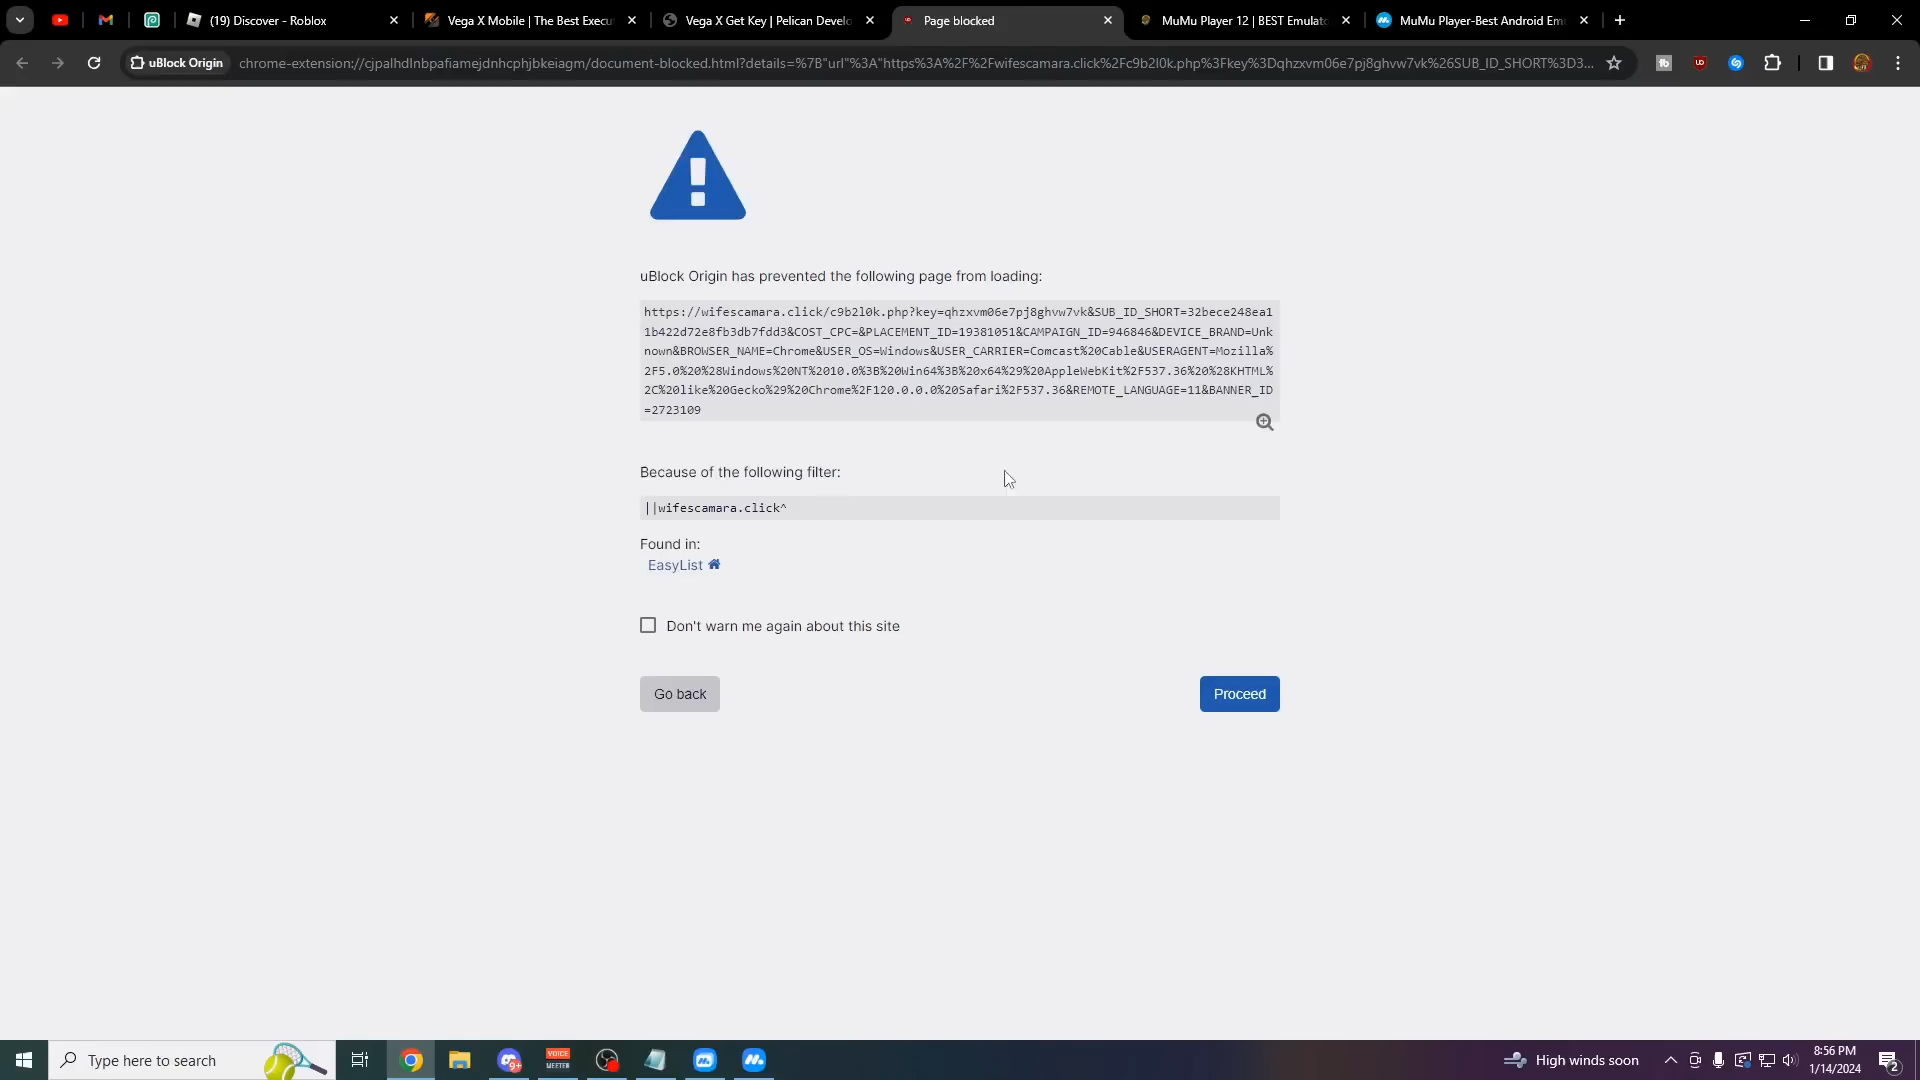 (19) Discover - Roblox
Vega X Mobile | The Best Execu
Vega X Get Key | Pelican Develo
Page blocked
MuMu Player 12 | BEST Emulato
MuMu Player-Best Android Em
uBlock Origin
chrome-extension://cjpalhdlnbpafiamejdnhcphjbkeiagm/document-blocked.html?details=%7B"url"%3A"https%3A%2F%2Fwifescamara.click%2Fc9b2l0k.php%3Fkey%3Dqhzxvm06e7pj8ghvw7vk%26SUB_ID_SHORT%3D3...
uBlock Origin has prevented the following page from loading:
https://wifescamara.click/c9b2l0k.php?key=qhzxvm06e7pj8ghvw7vk&SUB_ID_SHORT=32bece248ea1
1b422d72e8fb3db7fdd3&COST_CPC=&PLACEMENT_ID=19381051&CAMPAIGN_ID=946846&DEVICE_BRAND=Unk
nown&BROWSER_NAME=Chrome&USER_OS=Windows&USER_CARRIER=Comcast%20Cable&USERAGENT=Mozilla%
2F5.0%20%28Windows%20NT%2010.0%3B%20Win64%3B%20x64%29%20AppleWebKit%2F537.36%20%28KHTML%
2C%20like%20Gecko%29%20Chrome%2F120.0.0.0%20Safari%2F537.36&REMOTE_LANGUAGE=11&BANNER_ID
=2723109
Because of the following filter:
||wifescamara.click^
Found in:
EasyList
Don't warn me again about this site
Go back
Proceed
Type here to search
9+
VOICE
MEETER
High winds soon
8:56 PM
1/14/2024
2